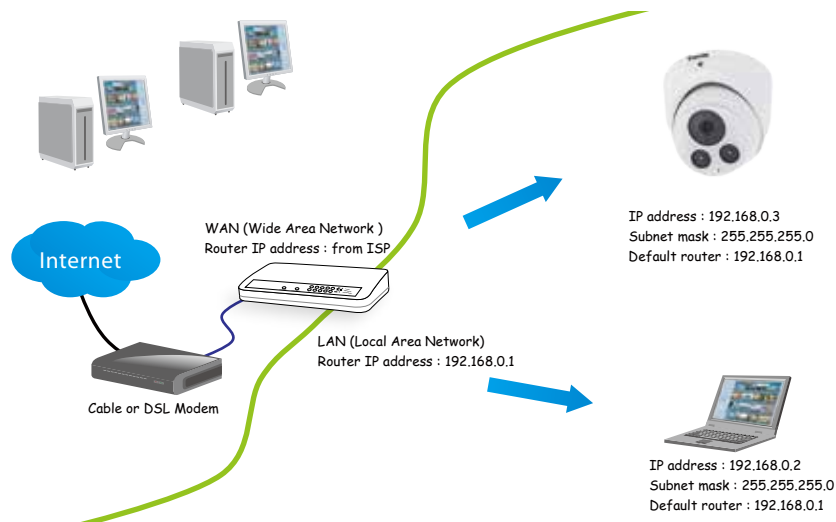 WAN (Wide Area Network )
Router IP address : from ISP
Internet
LAN (Local Area Network)
Router IP address : 192.168.0.1
Cable or DSL Modem
IP address : 192.168.0.3
Subnet mask : 255.255.255.0
Default router : 192.168.0.1
IP address : 192.168.0.2
Subnet mask : 255.255.255.0
Default router : 192.168.0.1